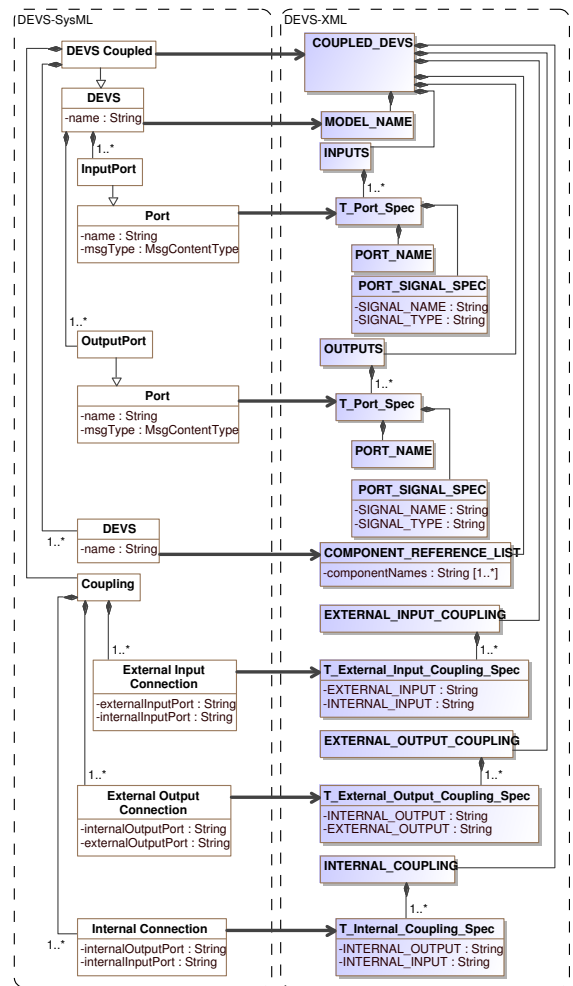 DEVS-SysML
DEVS Coupled
DEVS
-name : String
1..*
InputPort
Port
-name : String
-msgType : MsgContentType
1..*
OutputPort
Port
-name : String
-msgType : MsgContentType
DEVS
-name : String
1..*
Coupling
1..*
External Input
Connection
-externalInputPort : String
-internalInputPort : String
1..*
External Output
Connection
-internalOutputPort : String
-externalOutputPort : String
Internal Connection
1..*
-internalOutputPort : String
-internalInputPort : String
DEVS-XML
COUPLED_DEVS
MODEL_NAME
INPUTS
1..*
T_Port_Spec
PORT_NAME
PORT_SIGNAL_SPEC
-SIGNAL_NAME : String
-SIGNAL_TYPE : String
OUTPUTS
1..*
T_Port_Spec
PORT_NAME
PORT_SIGNAL_SPEC
-SIGNAL_NAME : String
-SIGNAL_TYPE : String
COMPONENT_REFERENCE_LIST
-componentNames : String [1..*]
EXTERNAL_INPUT_COUPLING
1..*
T_External_Input_Coupling_Spec
-EXTERNAL_INPUT : String
-INTERNAL_INPUT : String
EXTERNAL_OUTPUT_COUPLING
1..*
T_External_Output_Coupling_Spec
-INTERNAL_OUTPUT : String
-EXTERNAL_OUTPUT : String
INTERNAL_COUPLING
1..*
T_Internal_Coupling_Spec
-INTERNAL_OUTPUT : String
-INTERNAL_INPUT : String